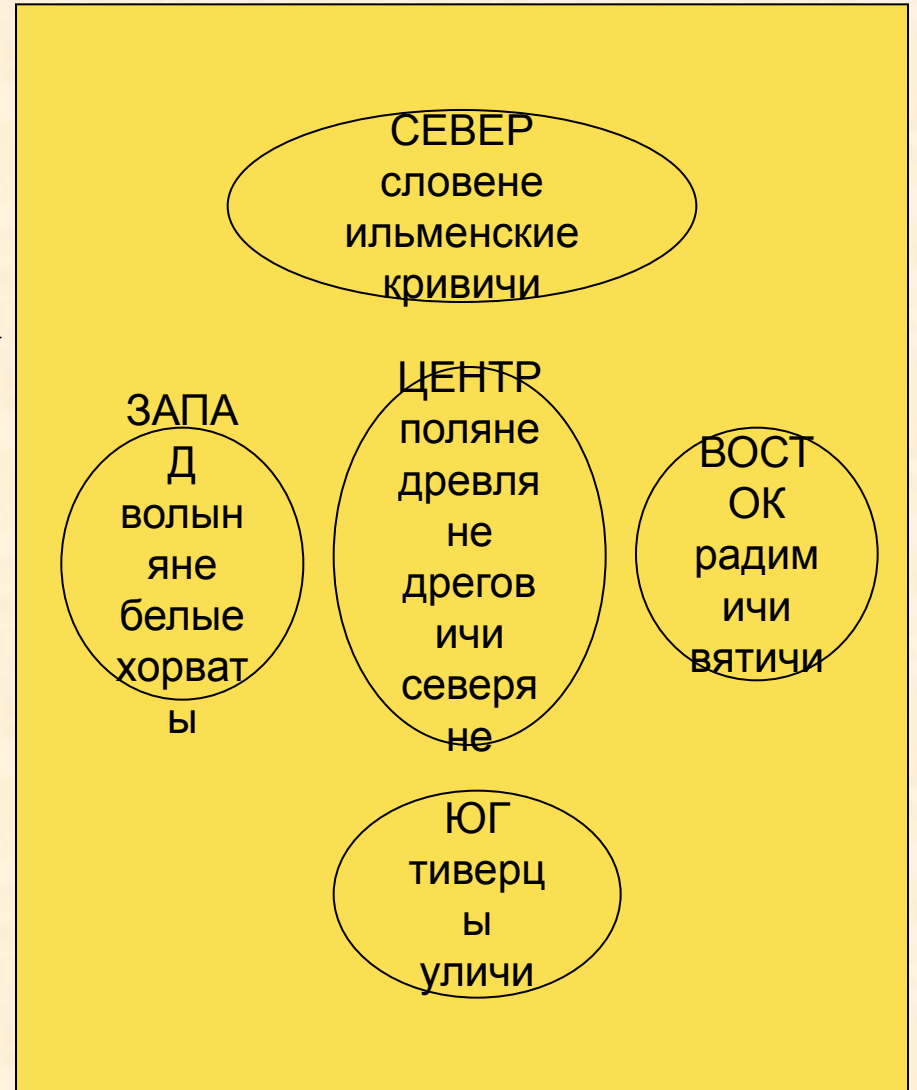 СЕВЕР
словене
ильменские
кривичи
ЗАПА
Д
волын
яне
белые
хорват
ы
ЦЕНТР
поляне
древля
не
дрегов
ичи
северя
не
ВОСТ
ОК
радим
ичи
вятичи
ЮГ
тиверц
ы
уличи